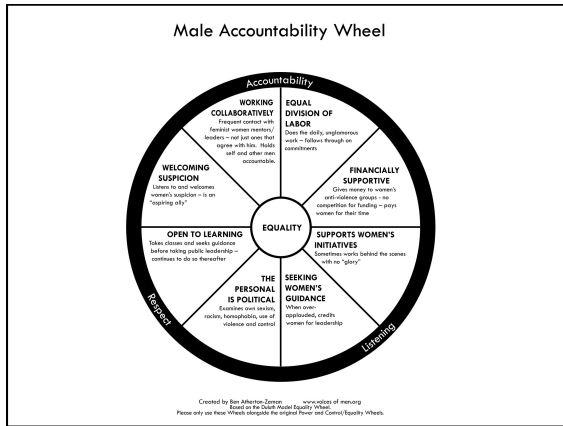 Male Accountability Wheel
Accountability
WORKING
COLLABORATIVELY
Frequent contact with
feminist women mentors/
leaders – not just ones that
agree with him. Holds
self and other men
accountable.
EQUAL
DIVISION OF
LABOR
Does the daily, unglamorous
work – follows through on
commitments
WELCOMING
SUSPICION
Listens to and welcomes
women's suspicion – is an
"aspiring ally"
FINANCIALLY
SUPPORTIVE
Gives money to women's
anti-violence groups - no
competition for funding – pays
women for their time
EQUALITY
OPEN TO LEARNING
Takes classes and seeks guidance
before taking public leadership –
continues to do so thereafter
SUPPORTS WOMEN'S
INITIATIVES
Sometimes works behind the scenes
with no "glory"
THE
PERSONAL
IS POLITICAL
Examines own sexism,
racism, homophobia, use of
violence and control
SEEKING
WOMEN'S
GUIDANCE
When over-
applauded, credits
women for leadership
Respect
Listening
Created by Ben Atherton-Zeman www.voices of men.org
Based on the Duluth Model Equality Wheel.
Please only use these Wheels alongside the original Power and Control/Equality Wheels.